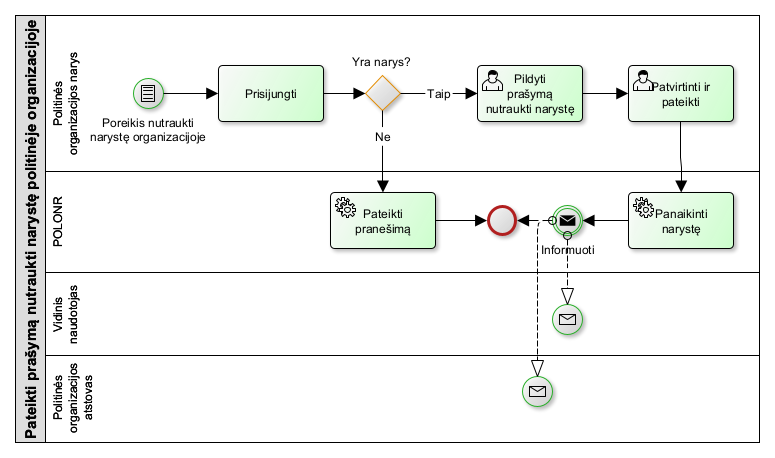 Pateikti prašymą nutraukti narystę politinėje organizacijoje
Politinės
organizacijos narys
Poreikis nutraukti
narystę organizacijoje
Prisijungti
Yra narys?
Taip
Ne
Pildyti
prašymą
nutraukti narystę
Patvirtinti ir
pateikti
POLONR
Pateikti
pranešimą
Informuoti
Panaikinti
narystę
Vidinis
naudotojas
Politinės
organizacijos
atstovas